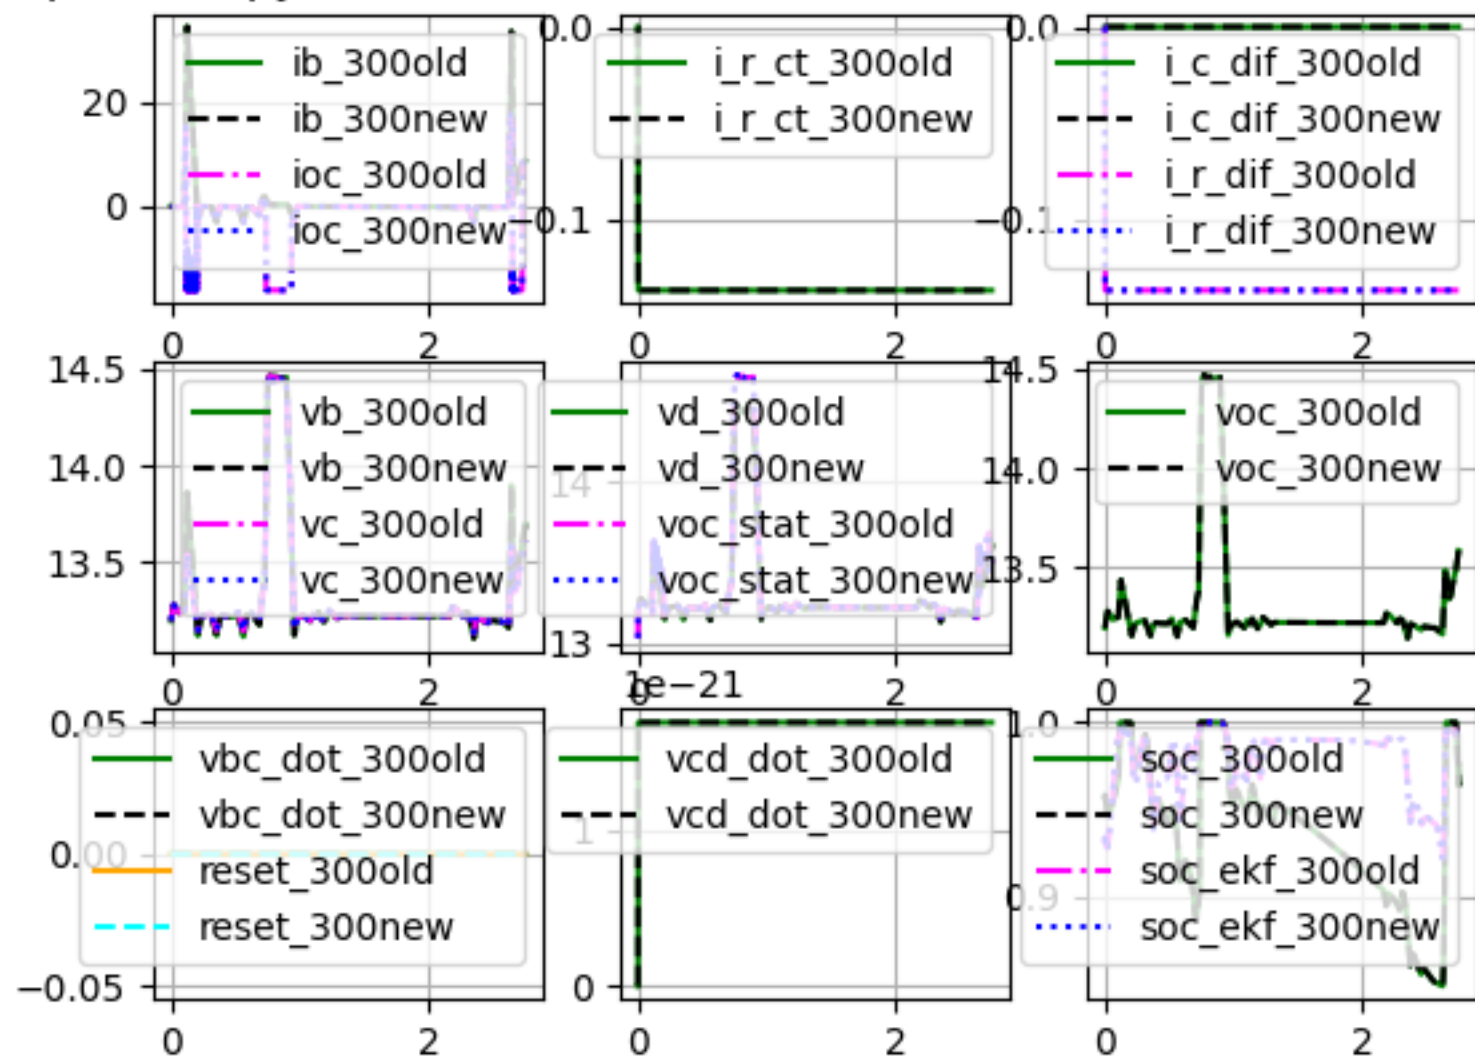 ib_300old
ib_300new
ioc_300old
ioc_300new
20
0
0 2
0.0
i_r_ct_300old
i_r_ct_300new
−0.1
0 2
0.0
i_c_dif_300old
i_c_dif_300new
i_r_dif_300old
i_r_dif_300new
−0.1
0 2
14.5
14.0
13.5
vb_300old
vb_300new
vc_300old
vc_300new
0 2
vd_300old
vd_300new
voc_stat_300old
voc_stat_300new
14
13
0 2
14.5
14.0
13.5
voc_300old
voc_300new
0 2
0.05
0.00
−0.05
vbc_dot_300old
vbc_dot_300new
reset_300old
reset_300new
0 2
1e−21
vcd_dot_300old
vcd_dot_300new
1
0
0 2
1.0
0.9
soc_300old
soc_300new
soc_ekf_300old
soc_ekf_300new
0 2